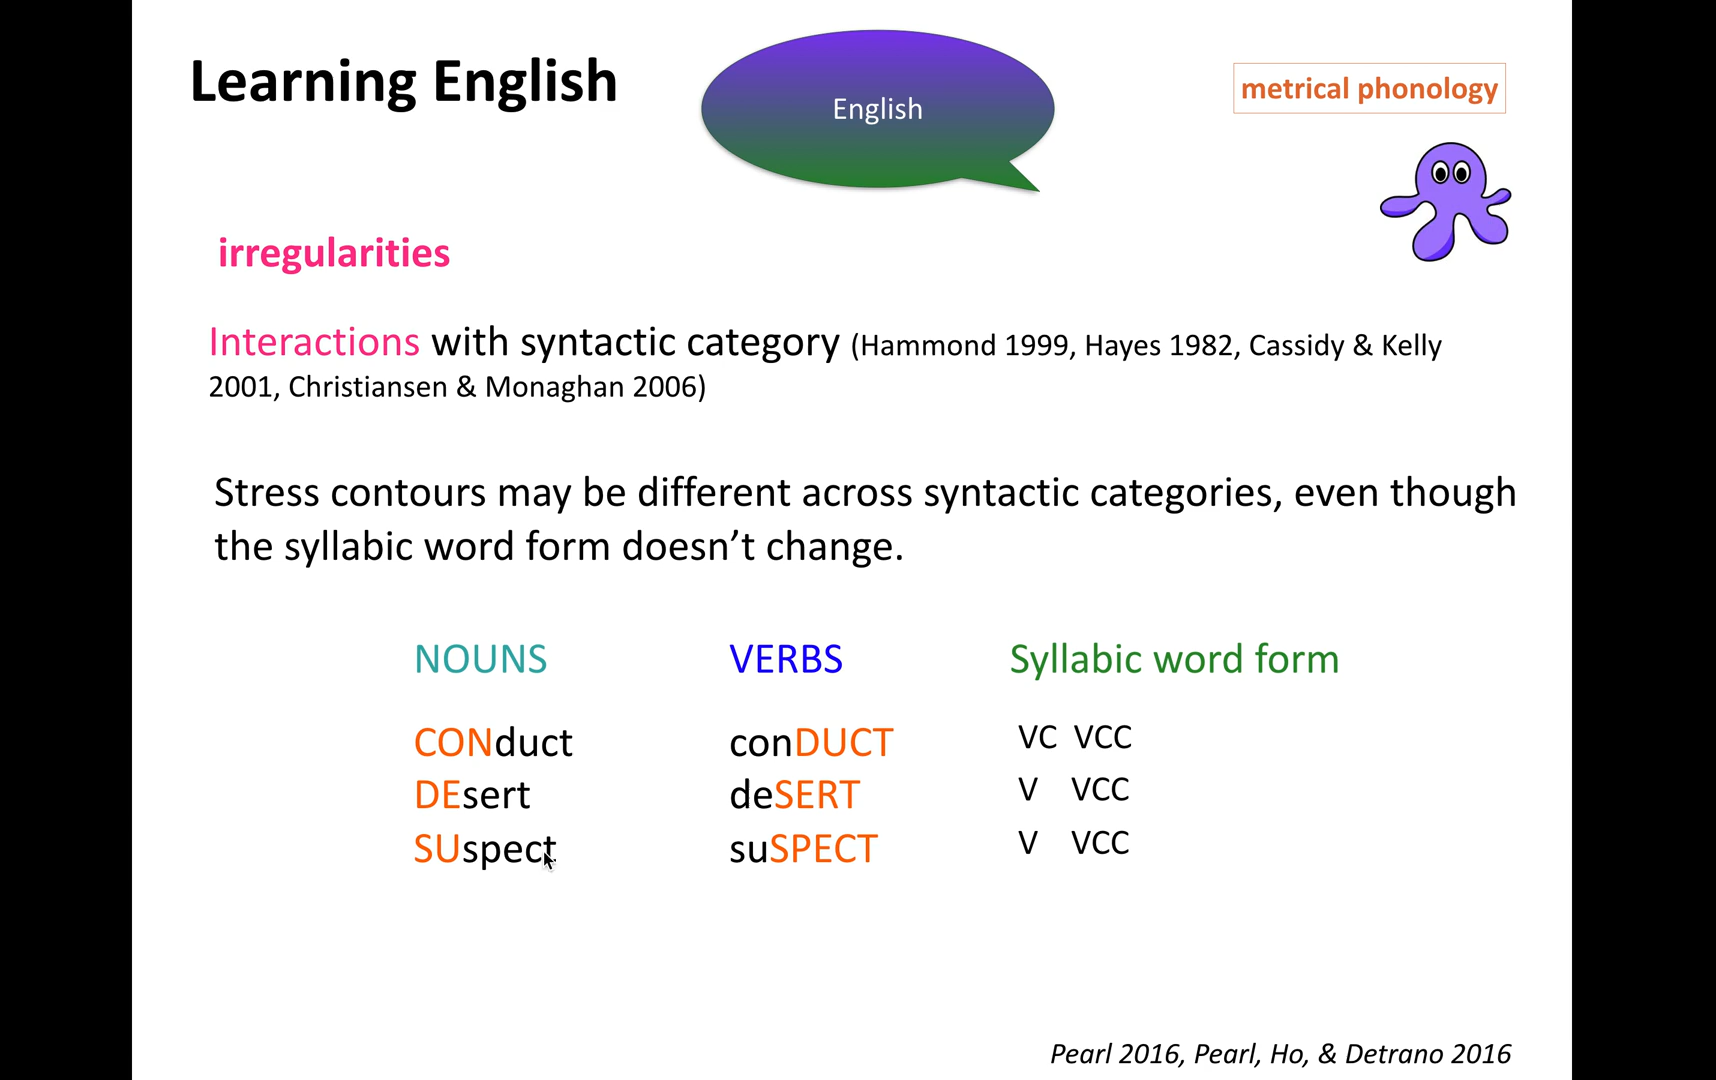 Learning English
English
metrical phonology
irregularities
Interactions with syntactic category (Hammond 1999, Hayes 1982, Cassidy & Kelly
2001, Christiansen & Monaghan 2006)
Stress contours may be different across syntactic categories, even though
the syllabic word form doesn’t change.
NOUNS VERBS Syllabic word form
CONduct conDUCT VC VCC
DEsert deSERT V VCC
SUspect suSPECT V VCC
Pearl 2016, Pearl, Ho, & Detrano 2016